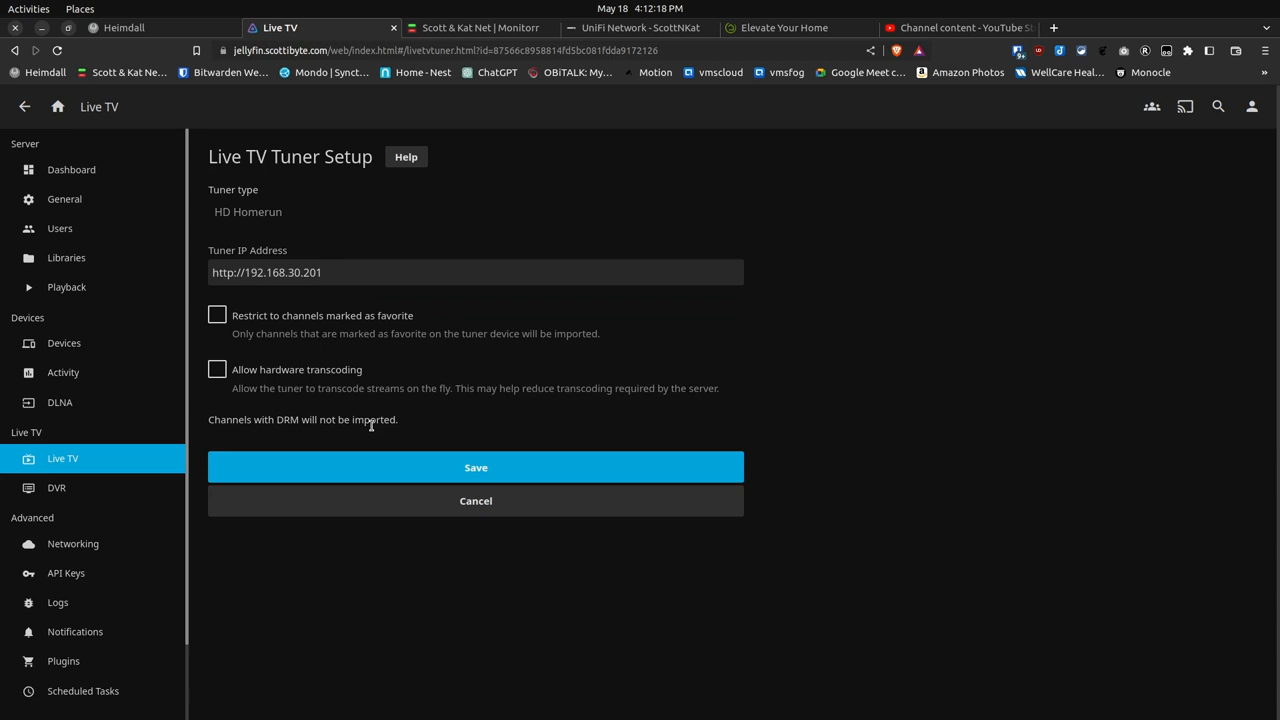 Activities Places May 18 4:12:18 PM
Heimdall Live TV Scott & Kat Net | Monitorr UniFi Network - ScottNKat Elevate Your Home Channel content - YouTube St
jellyfin.scottibyte.com/web/index.html#/livetvtuner.html?id=87566c8958814fd5bc081fdda9172126
Heimdall Scott & Kat Ne... Bitwarden We... Mondo | Synct... Home - Nest ChatGPT OBiTALK: My... Motion vmscloud vmsfog Google Meet c... Amazon Photos WellCare Heal... Monocle
Live TV
Server
Dashboard
General
Users
Libraries
Playback
Devices
Devices
Activity
DLNA
Live TV
Live TV
DVR
Advanced
Networking
API Keys
Logs
Notifications
Plugins
Scheduled Tasks
Live TV Tuner Setup Help
Tuner type
HD Homerun
Tuner IP Address
http://192.168.30.201
Restrict to channels marked as favorite
Only channels that are marked as favorite on the tuner device will be imported.
Allow hardware transcoding
Allow the tuner to transcode streams on the fly. This may help reduce transcoding required by the server.
Channels with DRM will not be imported.
Save
Cancel